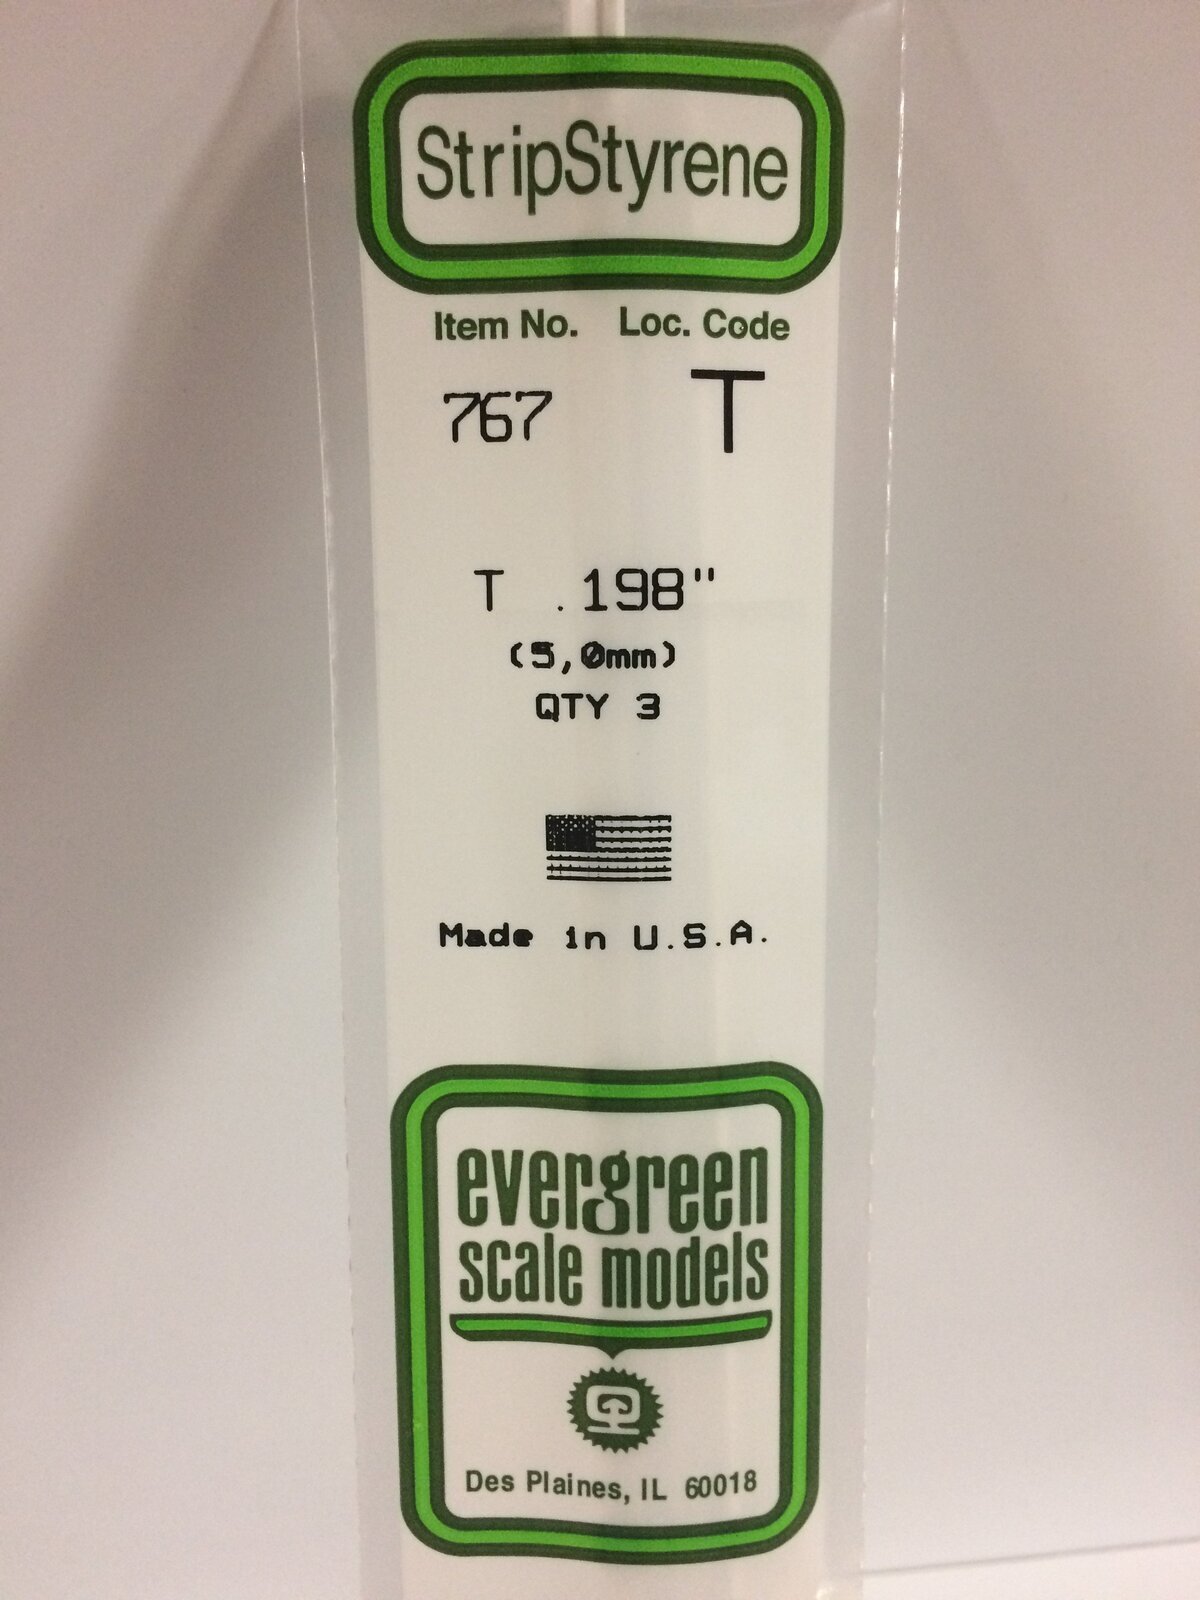 StripStyrene
Item No. Loc. Code
767 T
T .198"
(5,0mm)
QTY 3
Made in U.S.A.
evergreen
scale models
Des Plaines, IL 60018